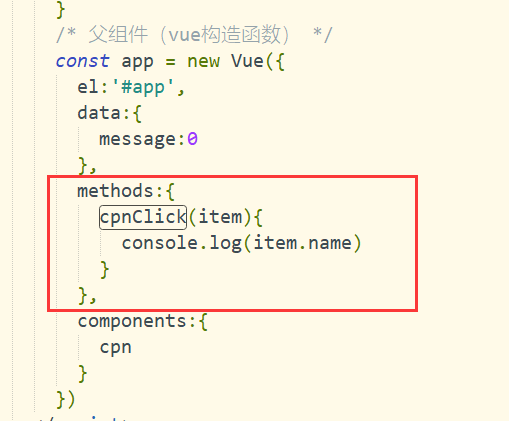 }
/* 父组件（vue构造函数） */
const app = new Vue({
el:'#app',
data:{
message:0
},
methods:{
cpnClick(item){
console.log(item.name)
}
},
components:{
cpn
}
})